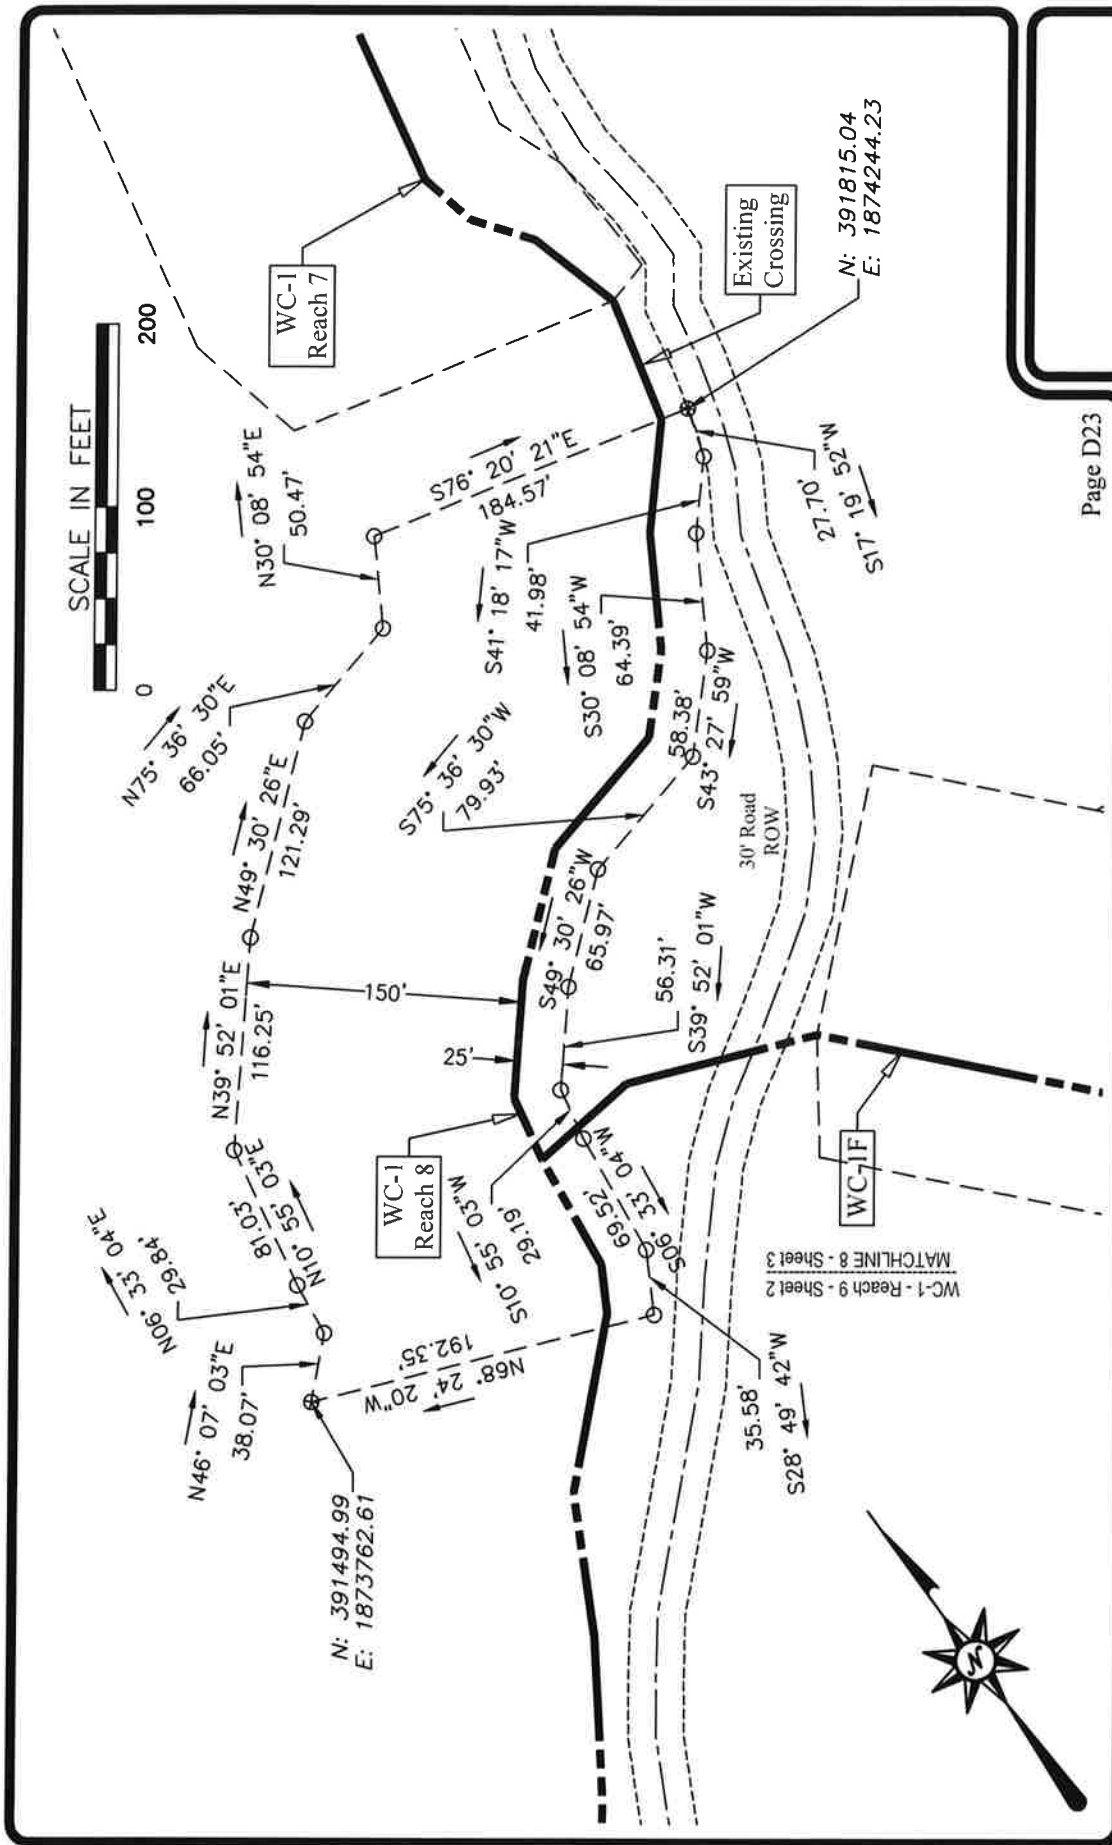 SCALE IN FEET
0
100
200
WC-1
Reach 7
N30° 08' 54"E
50.47'
N75° 36' 30"E
66.05'
N49° 30' 26"E
121.29'
N39° 52' 01"E
116.25'
N10° 55' 03"E
81.03'
N06° 33' 04"E
29.84'
N46° 07' 03"E
38.07'
N: 391494.99
E: 1873762.61
S76° 20' 21"E
184.57'
S41° 18' 17"W
41.98'
S30° 08' 54"W
64.39'
S75° 36' 30"W
79.93'
58.38'
S43° 27' 59"W
S49° 30' 26"W
65.97'
56.31'
S39° 52' 01"W
150'
25'
WC-1
Reach 8
S10° 55' 03"W
29.19'
69.52'
S06° 33' 04"W
N68° 24' 20"W
192.35'
35.58'
S28° 49' 42"W
Existing
Crossing
N: 391815.04
E: 1874244.23
27.70'
S17° 19' 52"W
30' Road
ROW
WC-1F
WC-1 - Reach 9 - Sheet 2
MATCHLINE 8 - Sheet 3
N
Page D23